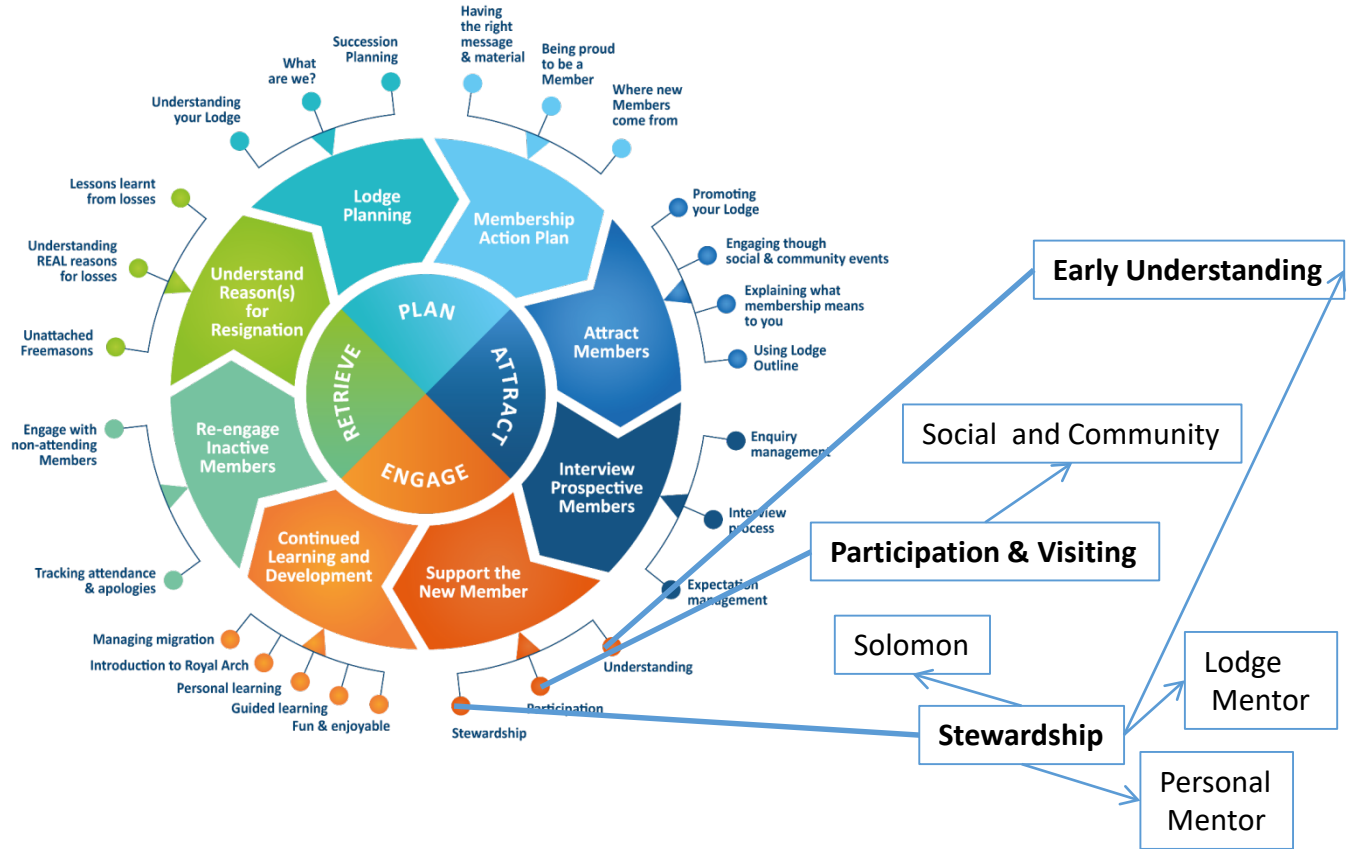 Succession
Planning
What
are we?
Understanding
your Lodge
Having
the right
message
& material
Being proud
to be a
Member
Where new
Members
come from
Lessons learnt
from losses
Understanding
REAL reasons
for losses
Unattached
Freemasons
Engage with
non-attending
Members
Tracking attendance
& apologies
Managing migration
Introduction to Royal Arch
Personal learning
Guided learning
Fun & enjoyable
Stewardship
Participation
Understanding
Promoting
your Lodge
Engaging though
social & community events
Explaining what
membership means
to you
Using Lodge
Outline
Enquiry
management
Interview
process
Expectation
management
Lodge
Planning
Membership
Action Plan
Attract
Members
Interview
Prospective
Members
Support the
New Member
Continued
Learning and
Development
Re-engage
Inactive
Members
Understand
Reason(s)
for
Resignation
PLAN
ATTRACT
ENGAGE
RETRIEVE
Early Understanding
Social and Community
Participation & Visiting
Solomon
Lodge
Mentor
Stewardship
Personal
Mentor